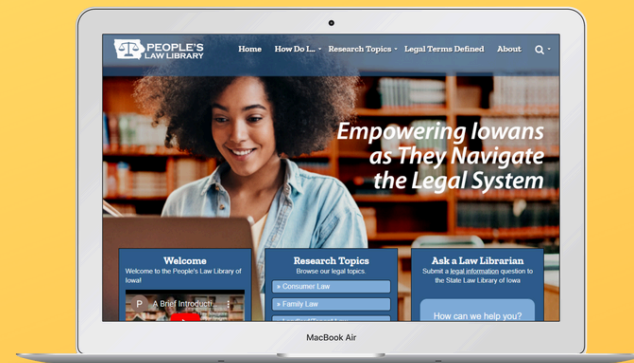 PEOPLE'S
LAW LIBRARY
Home How Do I... Research Topics Legal Terms Defined About
Empowering Iowans
as They Navigate
the Legal System
Welcome
Welcome to the People's Law Library of
Iowa!
P A Brief Introducti
Research Topics
Browse our legal topics.
» Consumer Law
» Family Law
Ask a Law Librarian
Submit a legal information question to
the State Law Library of Iowa
How can we help you?
MacBook Air